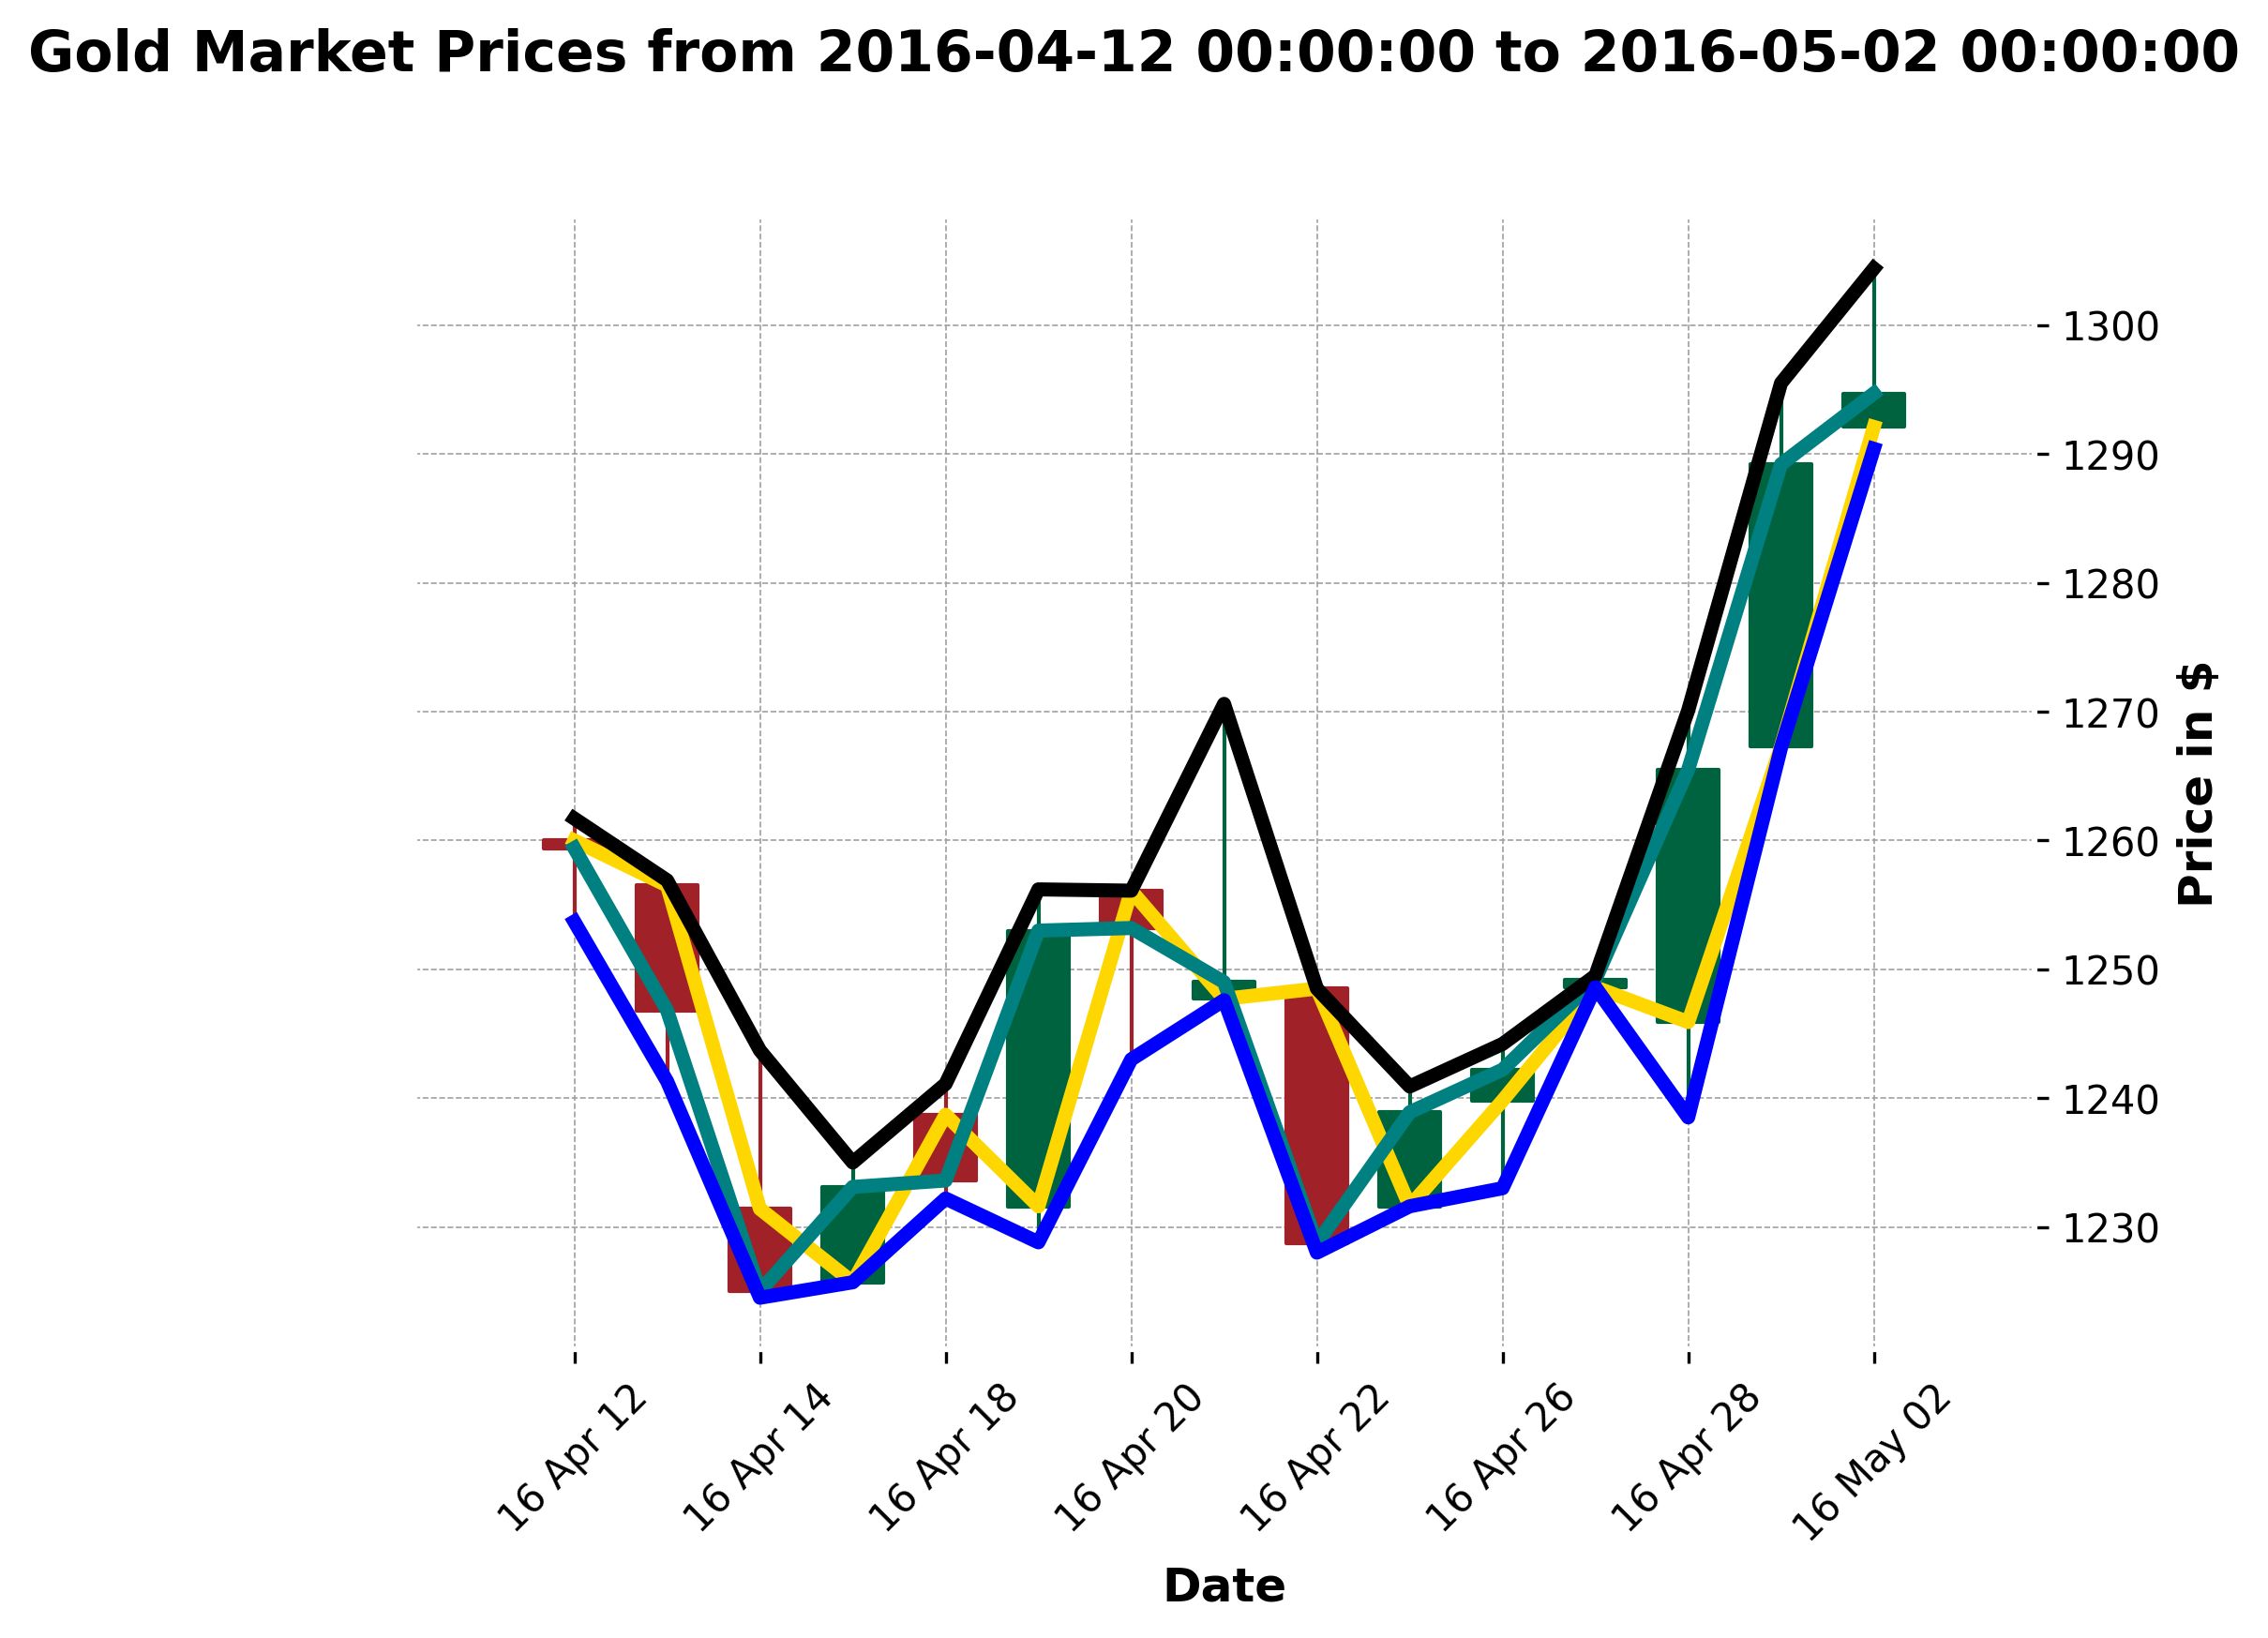 Gold Market Prices from 2016-04-12 00:00:00 to 2016-05-02 00:00:00
1300
1290
1280
1270
1260
1250
1240
1230
Price in $
16 Apr 12
16 Apr 14
16 Apr 18
16 Apr 20
16 Apr 22
16 Apr 26
16 Apr 28
16 May 02
Date